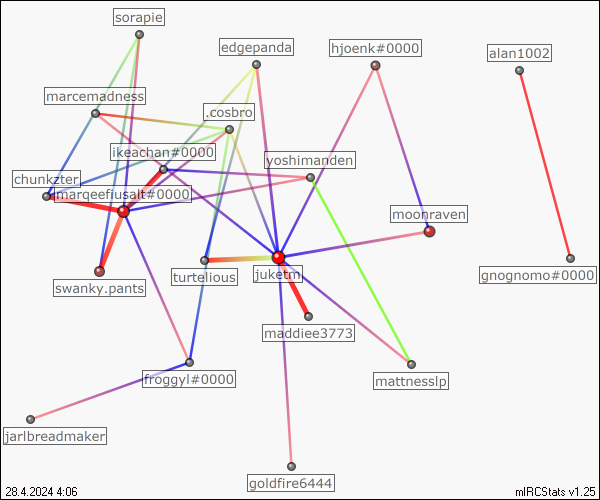 sorapie
edgepanda
hjoenk#0000
alan1002
marcemadness
.cosbro
ikeachan#0000
yoshimanden
chunkzter
marqeefiusalt#0000
moonraven
swanky.pants
turtelious
juketm
gnognomo#0000
maddiee3773
froggyl#0000
mattnesslp
jarlbreadmaker
goldfire6444
28.4.2024 4:06
mIRCStats v1.25